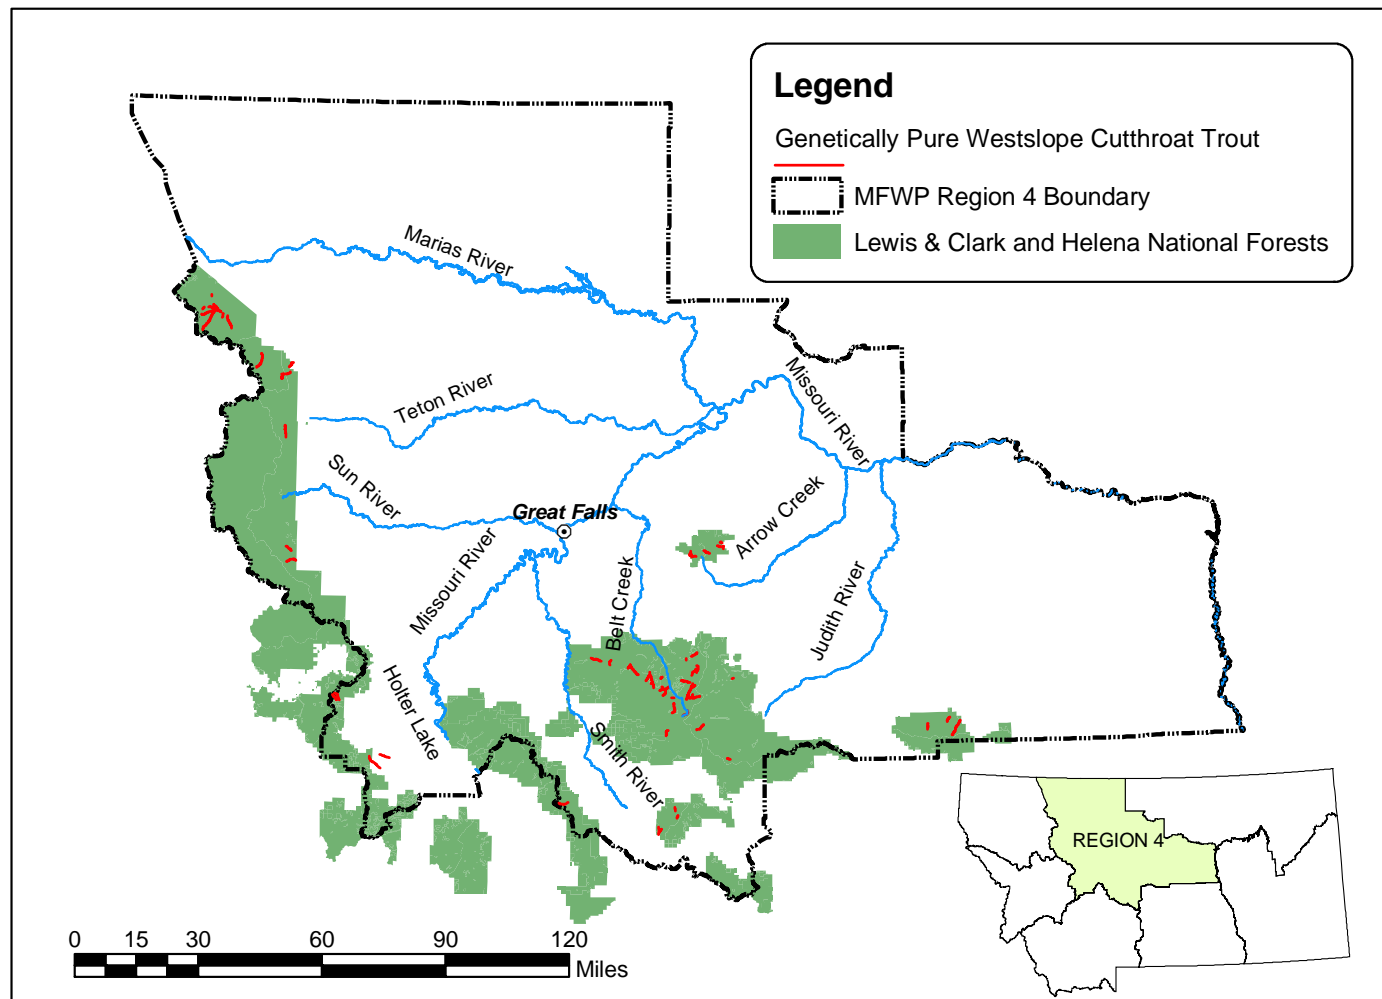 Legend
Genetically Pure Westslope Cutthroat Trout
MFWP Region 4 Boundary
Lewis & Clark and Helena National Forests
Marias River
Teton River
Missouri River
Sun River
Great Falls
Arrow Creek
Missouri River
Belt Creek
Judith River
Holter Lake
Smith River
REGION 4
0 15 30 60 90 120
Miles